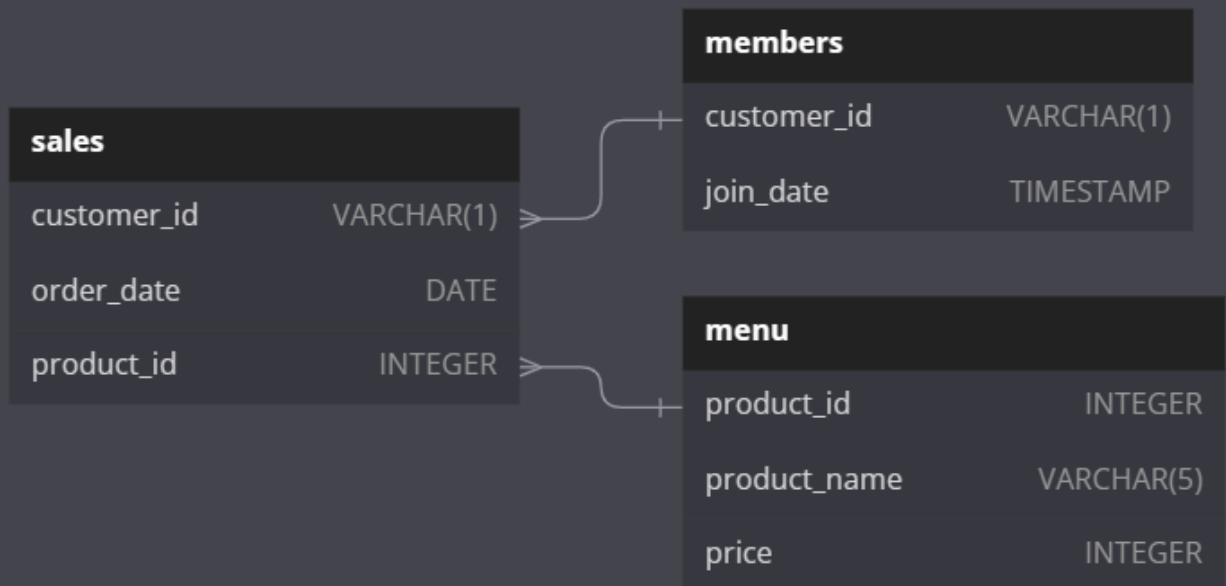 sales
customer_id VARCHAR(1)
order_date DATE
product_id INTEGER
members
customer_id VARCHAR(1)
join_date TIMESTAMP
menu
product_id INTEGER
product_name VARCHAR(5)
price INTEGER